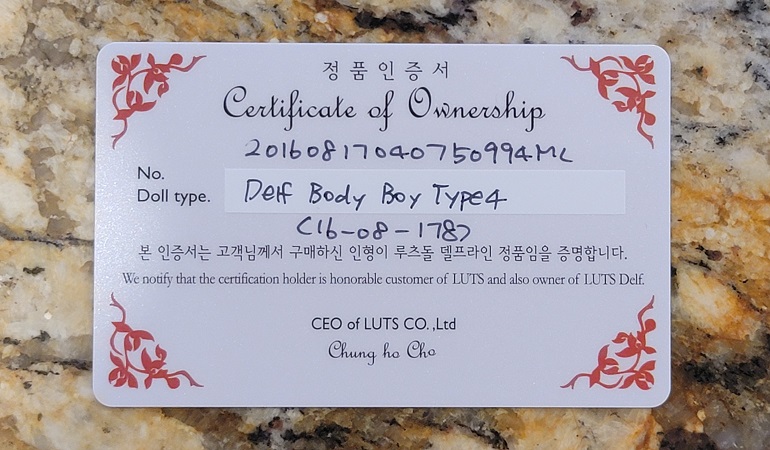 정품인증서
Certificate of Ownership
20160817040750994ML
No.
Doll type. Delf Body Boy Type4
(16-08-178)
본 인증서는 고객님께서 구매하신 인형이 루츠돌 델프라인 정품임을 증명합니다.
We notify that the certification holder is honorable customer of LUTS and also owner of LUTS Delf.
CEO of LUTS CO.,Ltd
Chung ho Cho